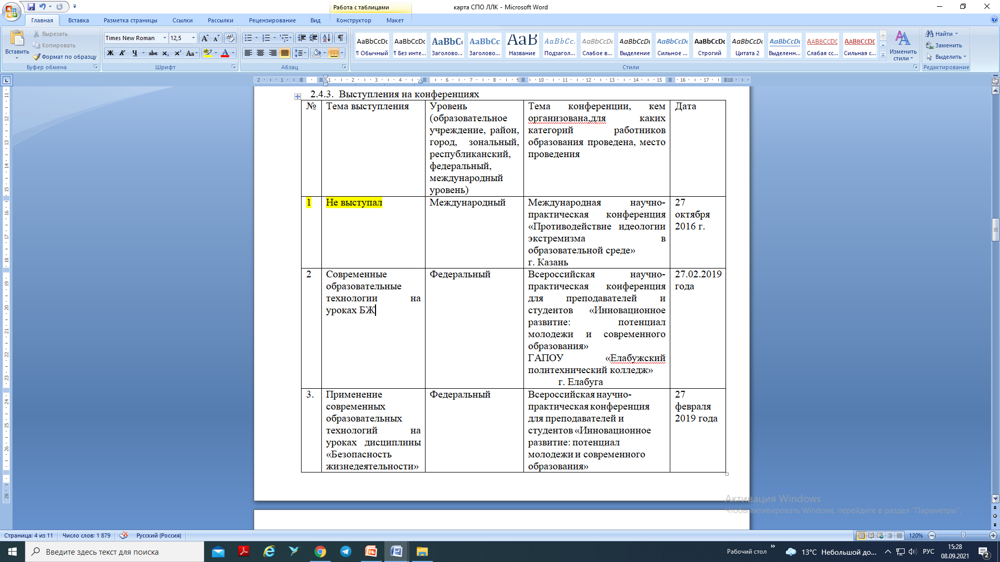 Работа с таблицами
карта СПО ЛЛК - Microsoft Word
Главная
Вставка
Разметка страницы
Ссылки
Рассылки
Рецензирование
Вид
Конструктор
Макет
Вставить
Вырезать
Копировать
Формат по образцу
Буфер обмена
Times New Roman
12,5
Шрифт
Абзац
AaBbCcDc
¶ Обычный
AaBbCcDc
¶ Без инте...
AaBbCc
Заголово...
AaBbCc
Заголово...
AaB
Название
AaBbCc.
Подзагол...
AaBbCcDc
Слабое в...
AaBbCcDc
Выделение
AaBbCcDc
Сильное ...
AaBbCcDc
Строгий
AaBbCcDc
Цитата 2
AaBbCcDc
Выделенн...
AaBbCcDc
Слабая сс...
AaBbCcDc
Сильная с...
Изменить
стили
Стили
Найти
Заменить
Выделить
Редактирование
2.4.3. Выступления на конференциях
№
Тема выступления
Уровень
(образовательное
учреждение, район,
город, зональный,
республиканский,
федеральный,
международный
уровень)
Тема конференции, кем
организована,для каких
категорий работников
образования проведена, место
проведения
Дата
1
Не выступал
Международный
Международная научно-
практическая конференция
«Противодействие идеологии
экстремизма в
образовательной среде»
г. Казань
27
октября
2016 г.
2
Современные
образовательные
технологии на
уроках БЖ
Федеральный
Всероссийская научно-
практическая конференция
для преподавателей и
студентов «Инновационное
развитие: потенциал
молодежи и современного
образования»
ГАПОУ «Елабужский
политехнический колледж»
г. Елабуга
27.02.2019
года
3.
Применение
современных
образовательных
технологий на
уроках дисциплины
«Безопасность
жизнедеятельности»
Федеральный
Всероссийская научно-
практическая конференция
для преподавателей и
студентов «Инновационное
развитие: потенциал
молодежи и современного
образования»
27
февраля
2019 года
Активация Windows
Чтобы активировать Windows, перейдите в раздел "Параметры".
Страница: 4 из 11
Число слов: 1 879
Русский (Россия)
120%
Введите здесь текст для поиска
Рабочий стол
13°C Небольшой до...
РУС
15:28
08.09.2021
2